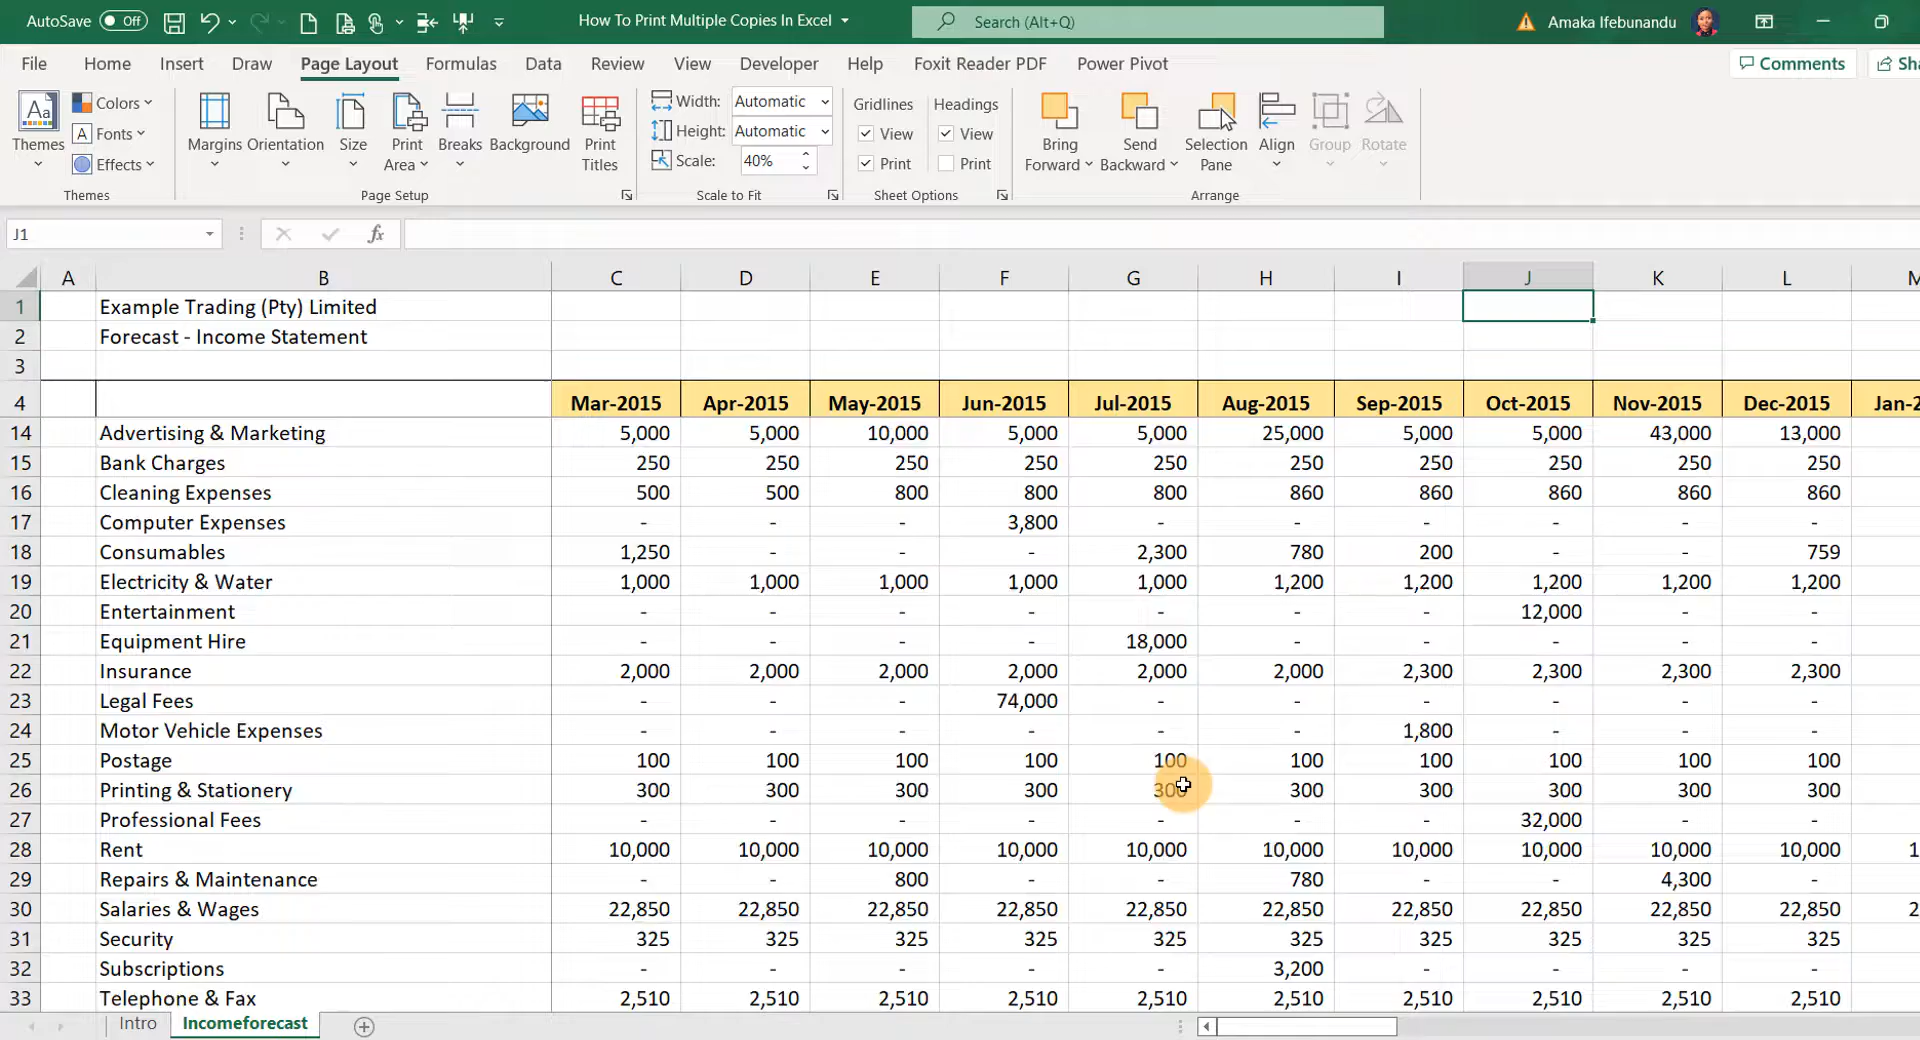 AutoSave Off How To Print Multiple Copies In Excel Search (Alt+Q) Amaka Ifebunandu
File Home Insert Draw Page Layout Formulas Data Review View Developer Help Foxit Reader PDF Power Pivot Comments Sha
Themes Colors Fonts Effects Margins Orientation Size Print Area Breaks Background Print Titles Width: Automatic Height: Automatic Scale: 40% Gridlines View Print Headings View Print Bring Forward Send Backward Selection Pane Align Group Rotate
Themes Page Setup Scale to Fit Sheet Options Arrange
J1 fx
A B C D E F G H I J K L M
1 Example Trading (Pty) Limited
2 Forecast - Income Statement
3
4 Mar-2015 Apr-2015 May-2015 Jun-2015 Jul-2015 Aug-2015 Sep-2015 Oct-2015 Nov-2015 Dec-2015 Jan-2
14 Advertising & Marketing 5,000 5,000 10,000 5,000 5,000 25,000 5,000 5,000 43,000 13,000
15 Bank Charges 250 250 250 250 250 250 250 250 250 250
16 Cleaning Expenses 500 500 800 800 800 860 860 860 860 860
17 Computer Expenses - - - 3,800 - - - - - -
18 Consumables 1,250 - - - 2,300 780 200 - - 759
19 Electricity & Water 1,000 1,000 1,000 1,000 1,000 1,200 1,200 1,200 1,200 1,200
20 Entertainment - - - - - - - 12,000 - -
21 Equipment Hire - - - - 18,000 - - - - -
22 Insurance 2,000 2,000 2,000 2,000 2,000 2,000 2,300 2,300 2,300 2,300
23 Legal Fees - - - 74,000 - - - - - -
24 Motor Vehicle Expenses - - - - - - 1,800 - - -
25 Postage 100 100 100 100 100 100 100 100 100 100
26 Printing & Stationery 300 300 300 300 300 300 300 300 300 300
27 Professional Fees - - - - - - - 32,000 - -
28 Rent 10,000 10,000 10,000 10,000 10,000 10,000 10,000 10,000 10,000 10,000 1
29 Repairs & Maintenance - - 800 - - 780 - - 4,300 -
30 Salaries & Wages 22,850 22,850 22,850 22,850 22,850 22,850 22,850 22,850 22,850 22,850 2
31 Security 325 325 325 325 325 325 325 325 325 325
32 Subscriptions - - - - - 3,200 - - - -
33 Telephone & Fax 2,510 2,510 2,510 2,510 2,510 2,510 2,510 2,510 2,510 2,510
Intro Incomeforecast